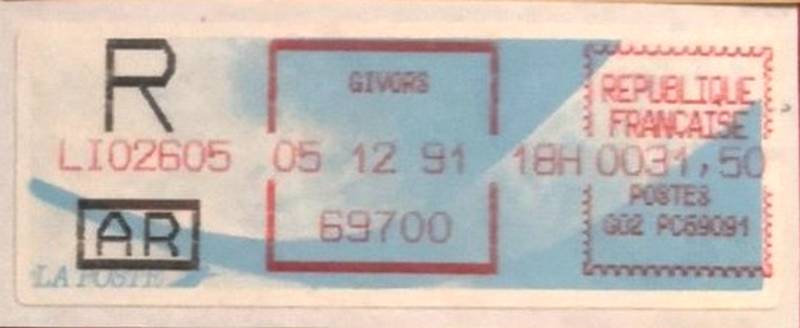 R
GIVORS
REPUBLIQUE
FRANCAISE
LI02605 05 12 91 18H 0031,50
POSTES
G02 PC69091
AR
69700
LA POSTE